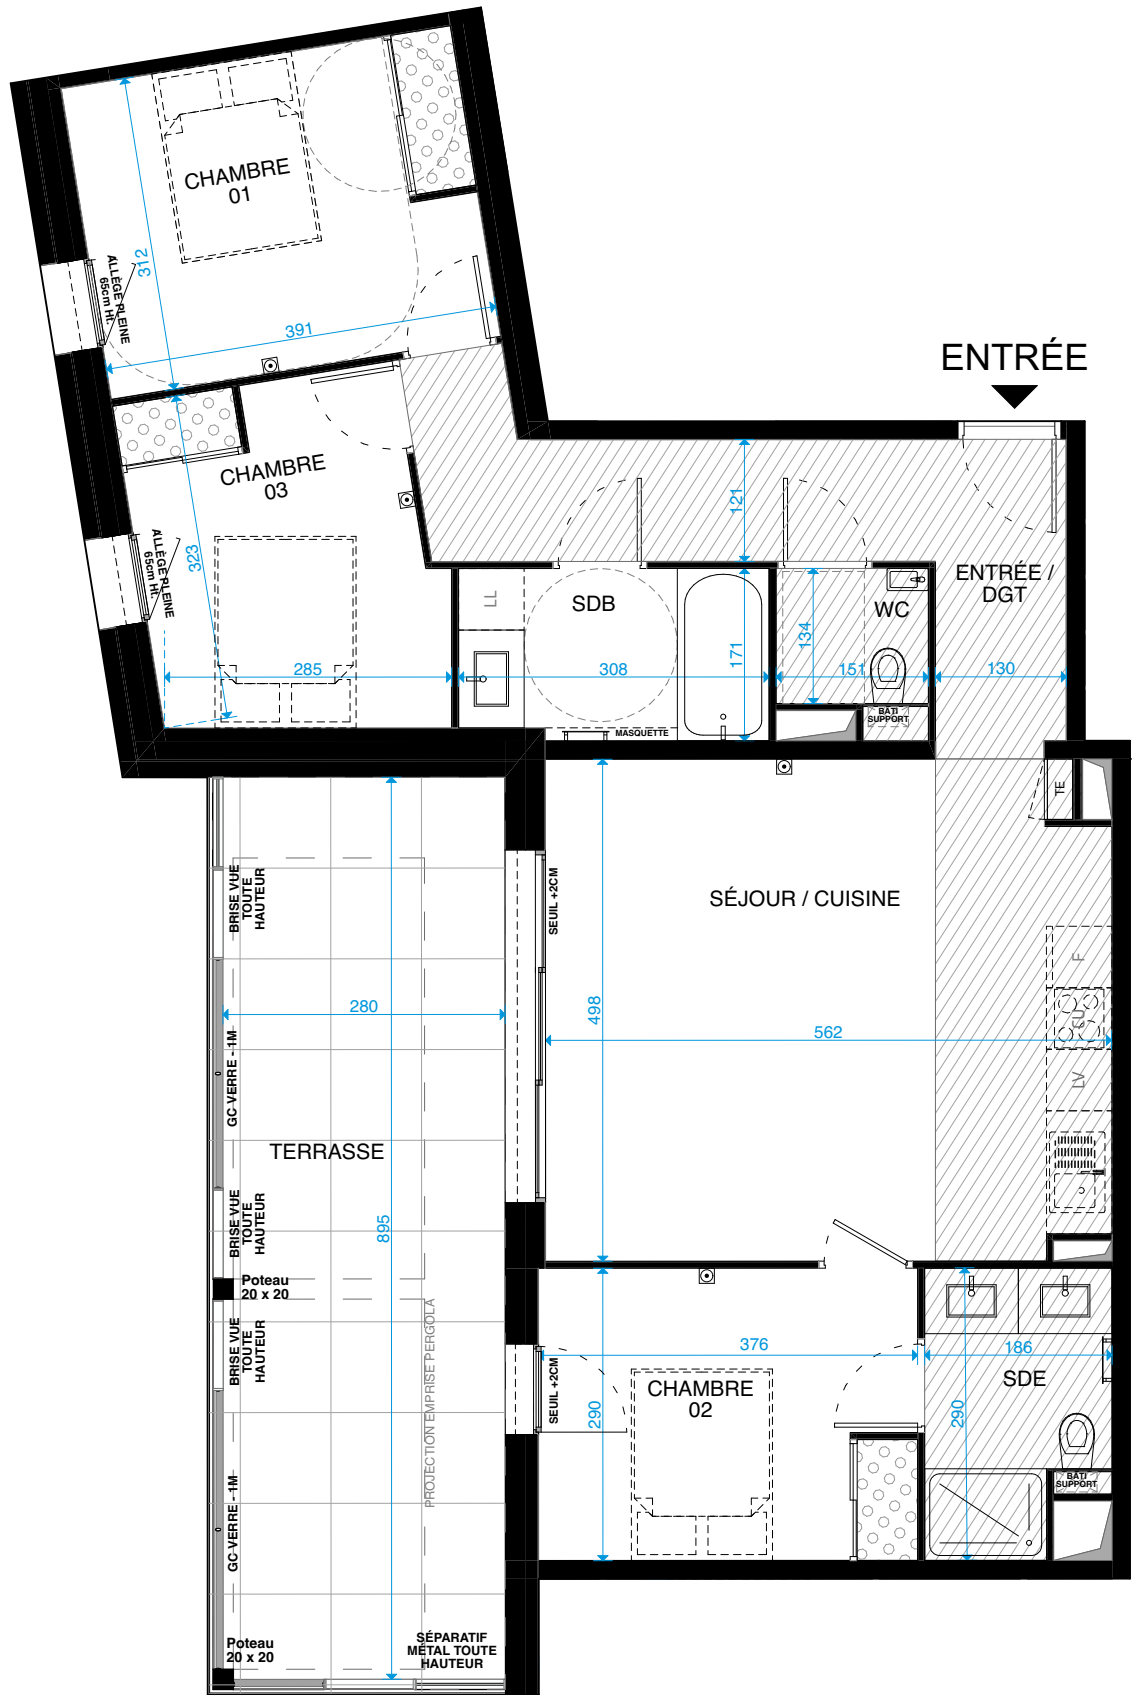 CHAMBRE
01
312
391
ALLÈGE PLEINE
65cm Ht.
ENTRÉE
CHAMBRE
03
323
285
ALLÈGE PLEINE
65cm Ht.
121
LL
SDB
308
171
MASQUETTE
WC
134
151
BÂTI
SUPPORT
ENTRÉE /
DGT
130
TE
SÉJOUR / CUISINE
SEUIL +2CM
498
562
F
CU
LV
BRISE VUE
TOUTE
HAUTEUR
280
GC VERRE - 1M
TERRASSE
895
BRISE VUE
TOUTE
HAUTEUR
Poteau
20 x 20
BRISE VUE
TOUTE
HAUTEUR
PROJECTION EMPRISE PERGOLA
GC VERRE - 1M
Poteau
20 x 20
SÉPARATIF
MÉTAL TOUTE
HAUTEUR
SEUIL +2CM
376
290
CHAMBRE
02
186
SDE
290
BÂTI
SUPPORT